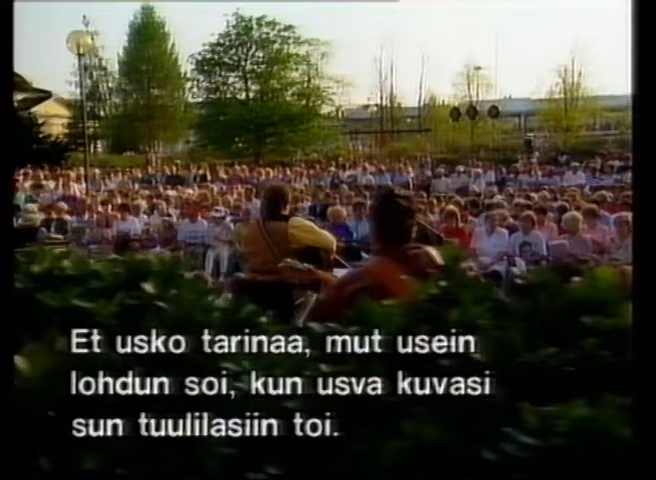 Et usko tarinaa, mut usein
lohdun soi, kun usva kuvasi
sun tuulilasiin toi.